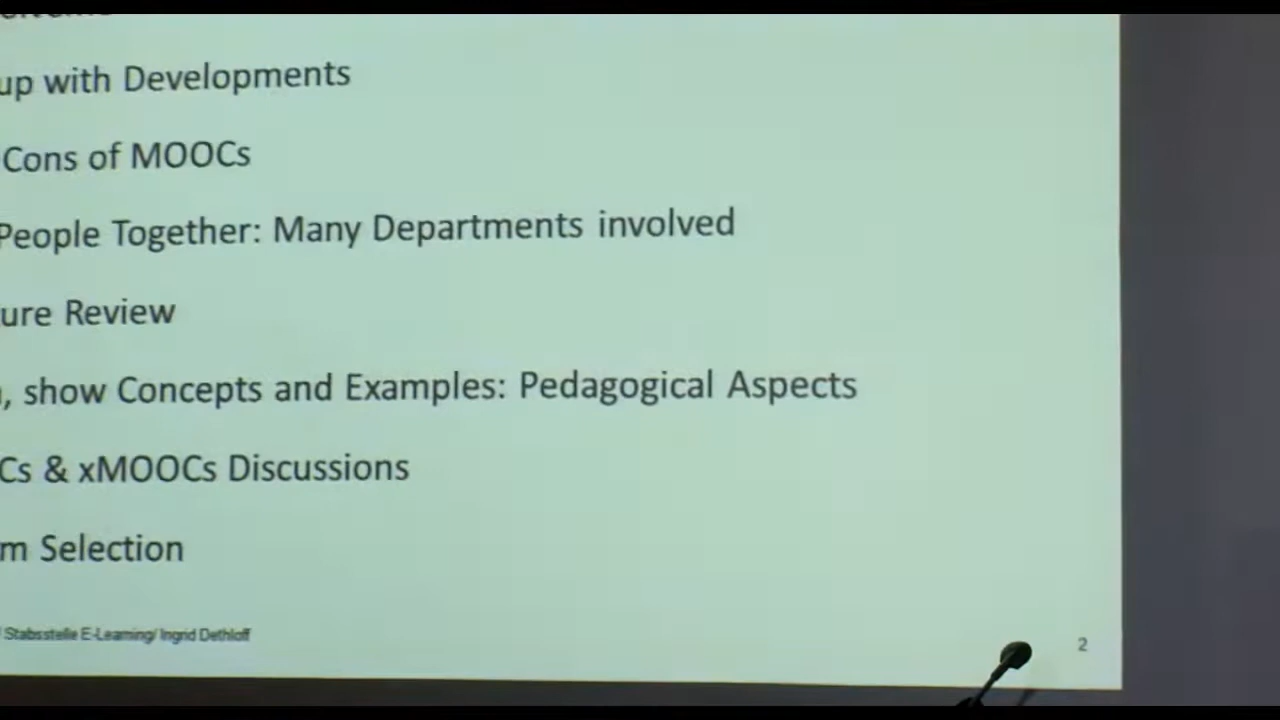 up with Developments
Cons of MOOCs
People Together: Many Departments involved
ure Review
, show Concepts and Examples: Pedagogical Aspects
Cs & xMOOCs Discussions
m Selection
/ Stabsstelle E-Learning/ Ingrid Dethloff
2